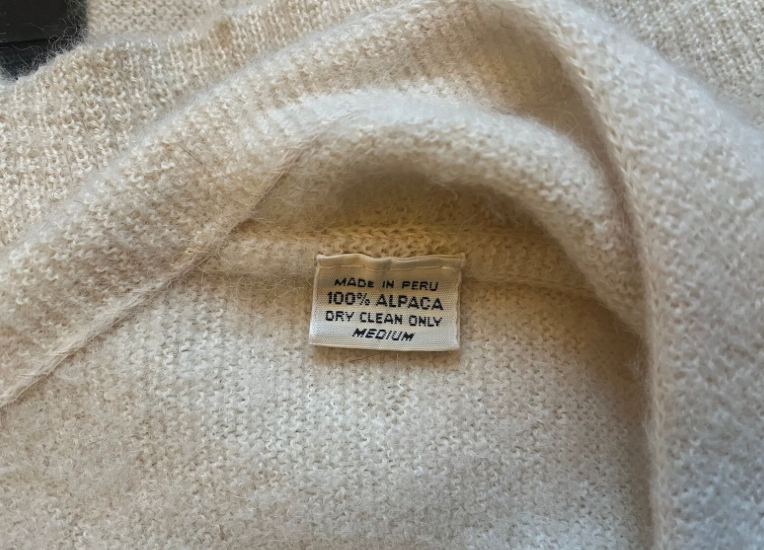 MADE IN PERU
100% ALPACA
DRY CLEAN ONLY
MEDIUM